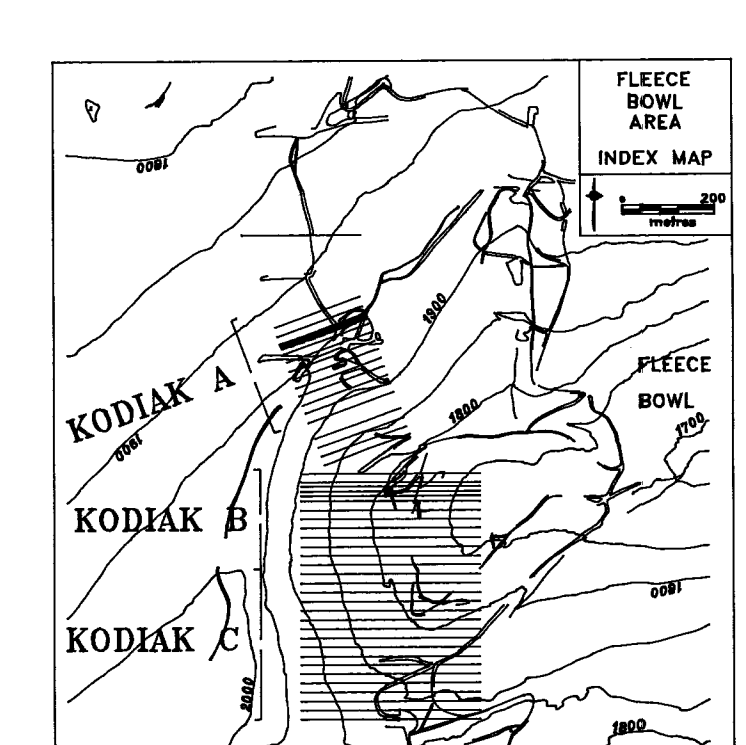 FLEECE
BOWL
AREA
INDEX MAP
0 200
metres
1800
1900
FLEECE
BOWL
KODIAK A
1800
1700
1900
KODIAK B
1800
KODIAK C
2000
1800